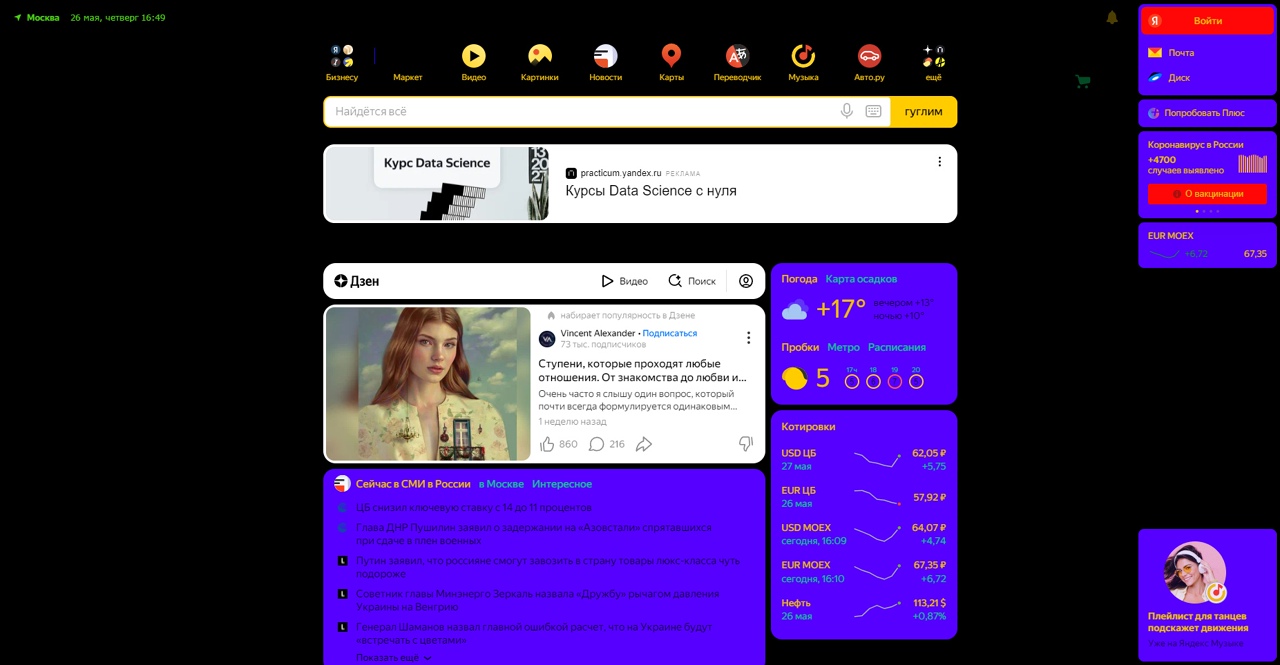 Москва 26 мая, четверг 16:49
Войти
Почта
Диск
Бизнесу Маркет Видео Картинки Новости Карты Переводчик Музыка Авто.ру ещё
Найдётся всё
гуглим
Попробовать Плюс
Коронавирус в России
+4700
случаев выявлено
О вакцинации
EUR MOEX
+6,72 67,35
Курс Data Science
13
20
27
practicum.yandex.ru РЕКЛАМА
Курсы Data Science с нуля
Дзен Видео Поиск
набирает популярность в Дзене
Vincent Alexander • Подписаться
73 тыс. подписчиков
Ступени, которые проходят любые
отношения. От знакомства до любви и...
Очень часто я слышу один вопрос, который
почти всегда формулируется одинаковым...
1 неделю назад
860 216
Сейчас в СМИ в России в Москве Интересное
ЦБ снизил ключевую ставку с 14 до 11 процентов
Глава ДНР Пушилин заявил о задержании на «Азовстали» спрятавшихся
при сдаче в плен военных
Путин заявил, что россияне смогут завозить в страну товары люкс-класса чуть
подороже
Советник главы Минэнерго Зеркаль назвала «Дружбу» рычагом давления
Украины на Венгрию
Генерал Шаманов назвал главной ошибкой расчет, что на Украине будут
«встречать с цветами»
Показать ещё
Погода Карта осадков
+17° вечером +13°
ночью +10°
Пробки Метро Расписания
5 17ч 18 19 20
Котировки
USD ЦБ 62,05 ₽
27 мая +5,75
EUR ЦБ 57,92 ₽
26 мая
USD MOEX 64,07 ₽
сегодня, 16:09 +4,74
EUR MOEX 67,35 ₽
сегодня, 16:10 +6,72
Нефть 113,21 $
26 мая +0,87%
Плейлист для танцев
подскажет движения
Уже на Яндекс Музыке